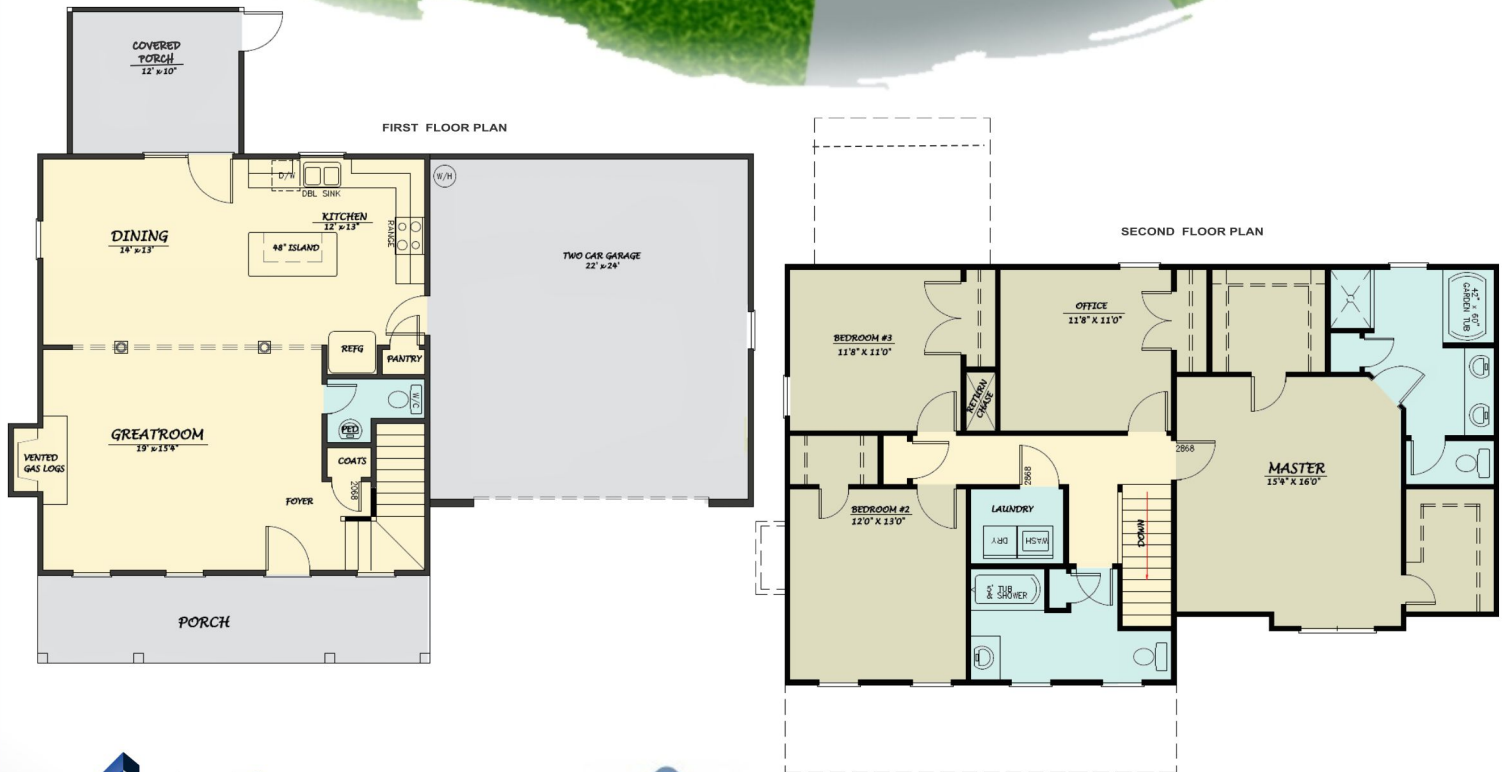 COVERED
PORCH
12' x 10"
FIRST FLOOR PLAN
D/W
DBL SINK
W/H
KITCHEN
12' x 13"
RANGE
DINING
14' x 13'
48" ISLAND
TWO CAR GARAGE
22' x 24'
REFG
PANTRY
W/C
PED
GREATROOM
19' x 15'4"
VENTED
GAS LOGS
COATS
2068
FOYER
PORCH
SECOND FLOOR PLAN
BEDROOM #3
11'8" X 11'0"
OFFICE
11'8" X 11'0"
42" x 60"
GARDEN TUB
RETURN
CHASE
2868
2868
MASTER
15'4" X 16'0"
BEDROOM #2
12'0" X 13'0"
LAUNDRY
DRY
WASH
DOWN
TUB
SHOWER